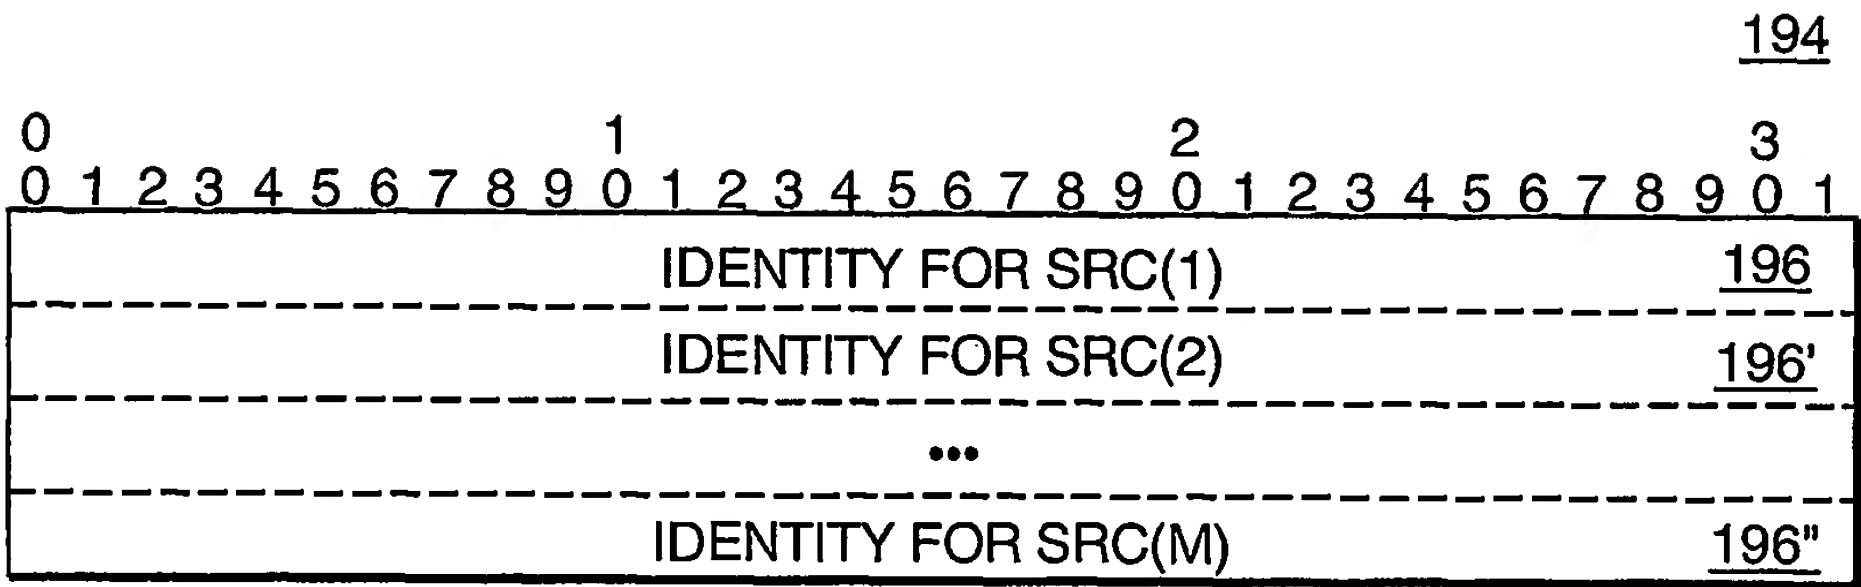 194
0 1 2 3
0 1 2 3 4 5 6 7 8 9 0 1 2 3 4 5 6 7 8 9 0 1 2 3 4 5 6 7 8 9 0 1
IDENTITY FOR SRC(1) 196
IDENTITY FOR SRC(2) 196'
•••
IDENTITY FOR SRC(M) 196"